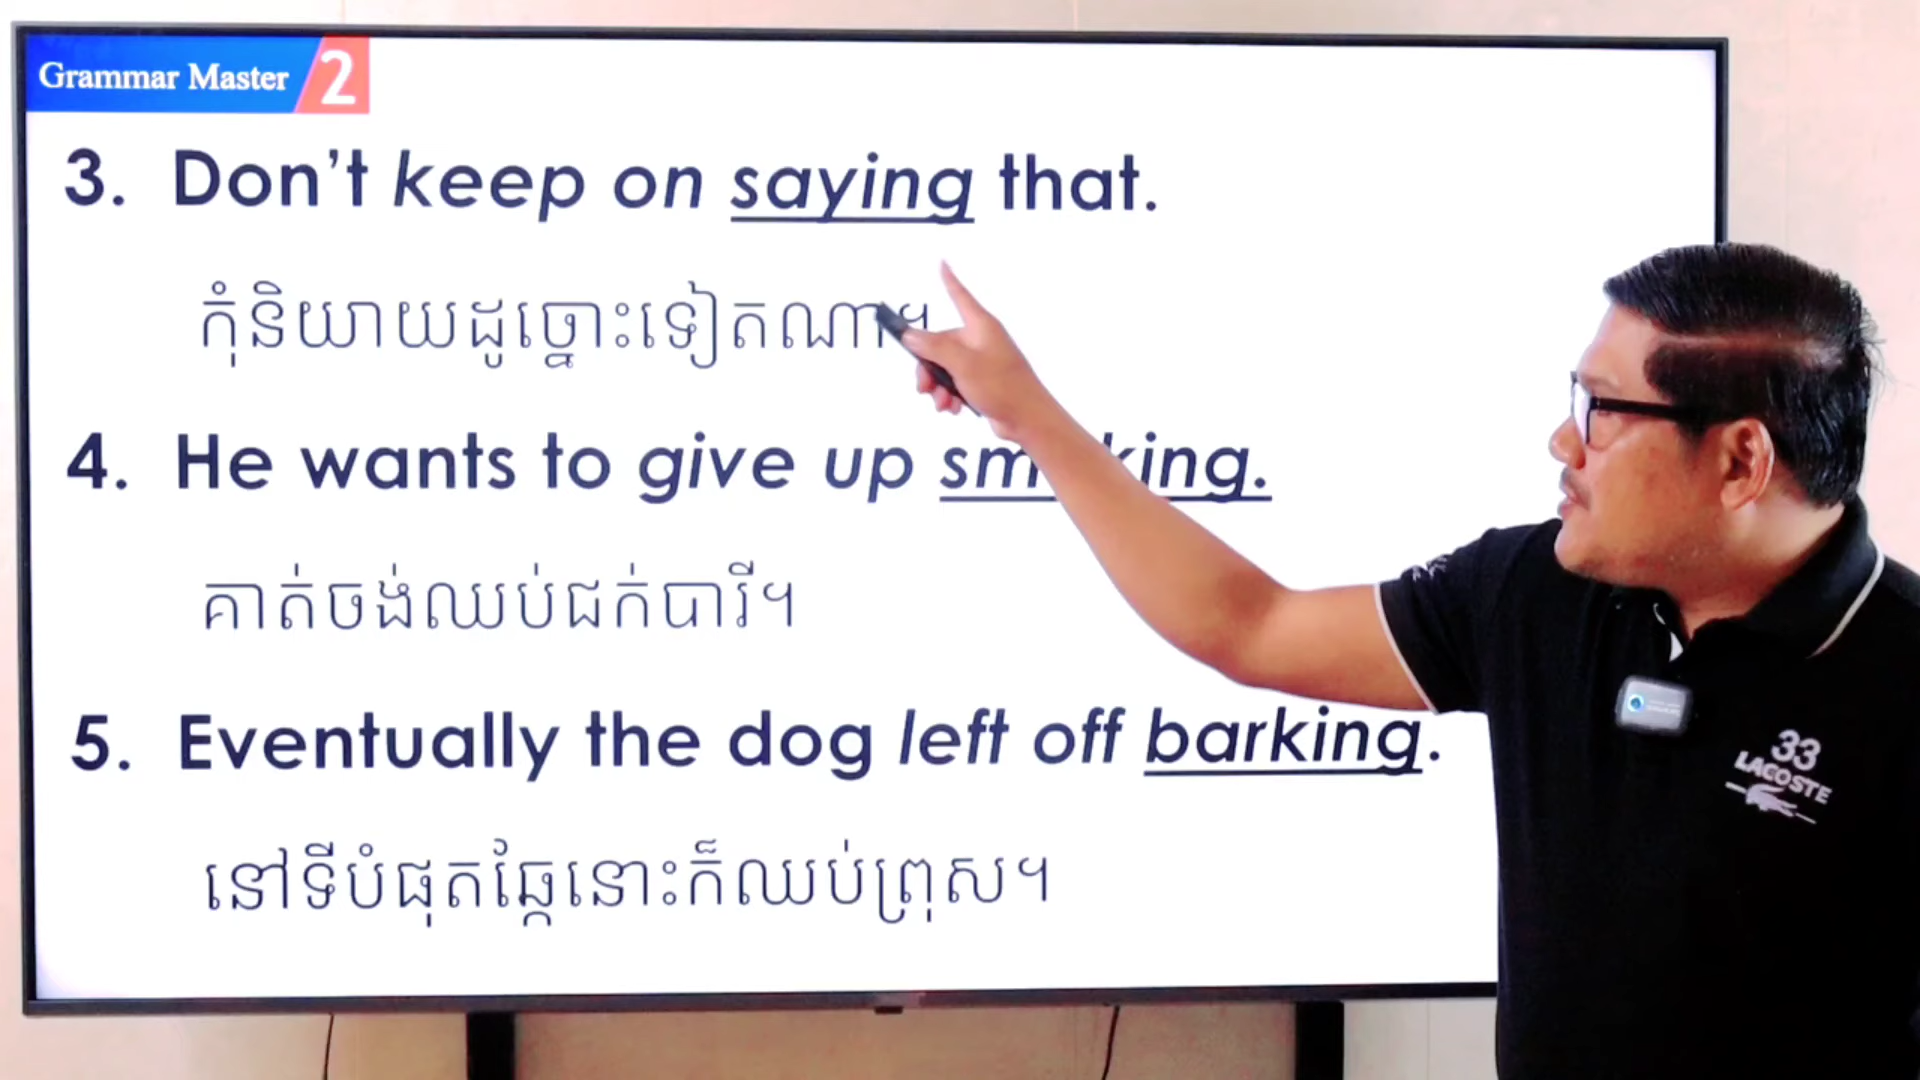 Grammar Master 2
3. Don't keep on saying that.
កុំនិយាយដូច្នោះទៀតណា។
4. He wants to give up smoking.
គាត់ចង់ឈប់ជក់បារី។
5. Eventually the dog left off barking.
នៅទីបំផុតឆ្កែនោះក៏ឈប់ព្រុស។
33
LACOSTE